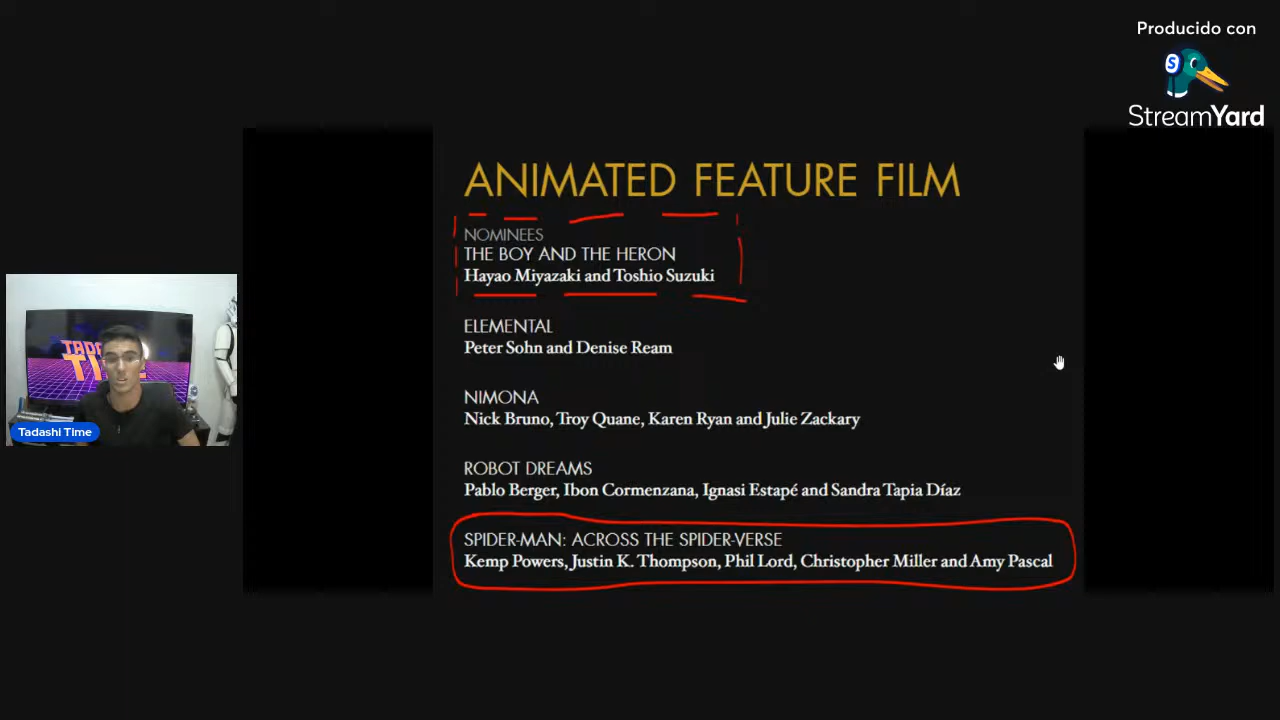 Producido con
StreamYard
ANIMATED FEATURE FILM
NOMINEES
THE BOY AND THE HERON
Hayao Miyazaki and Toshio Suzuki
ELEMENTAL
Peter Sohn and Denise Ream
NIMONA
Nick Bruno, Troy Quane, Karen Ryan and Julie Zackary
ROBOT DREAMS
Pablo Berger, Ibon Cormenzana, Ignasi Estapé and Sandra Tapia Díaz
SPIDER-MAN: ACROSS THE SPIDER-VERSE
Kemp Powers, Justin K. Thompson, Phil Lord, Christopher Miller and Amy Pascal
Tadashi Time